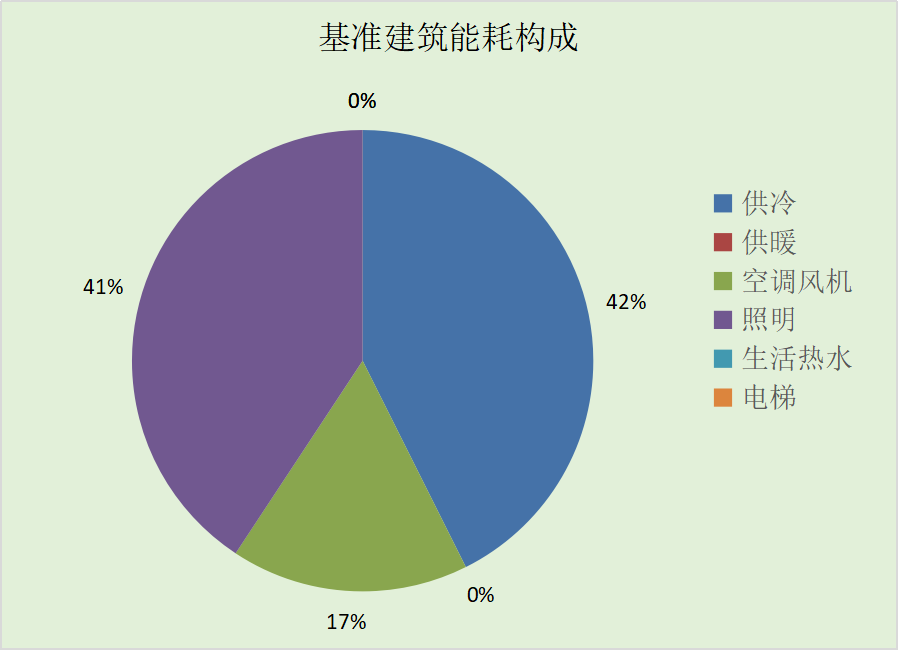 基准建筑能耗构成
0%
41%
42%
0%
17%
供冷
供暖
空调风机
照明
生活热水
电梯